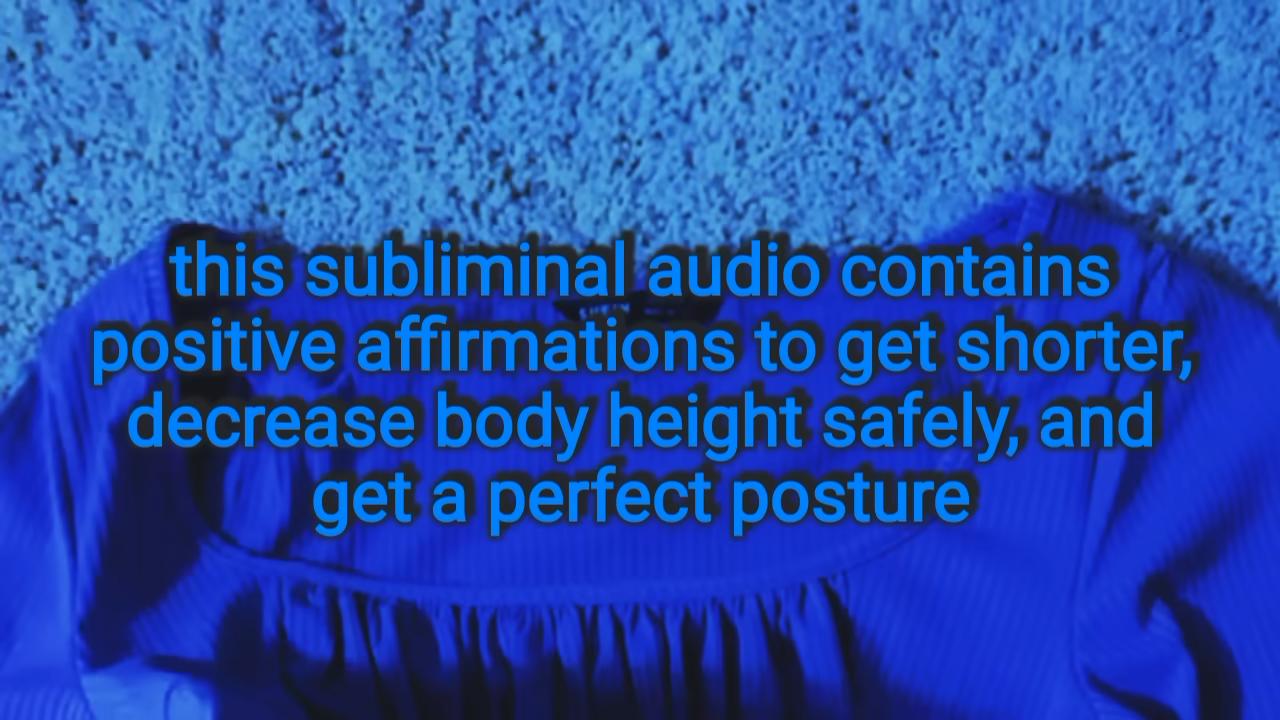 this subliminal audio contains
positive affirmations to get shorter,
decrease body height safely, and
get a perfect posture